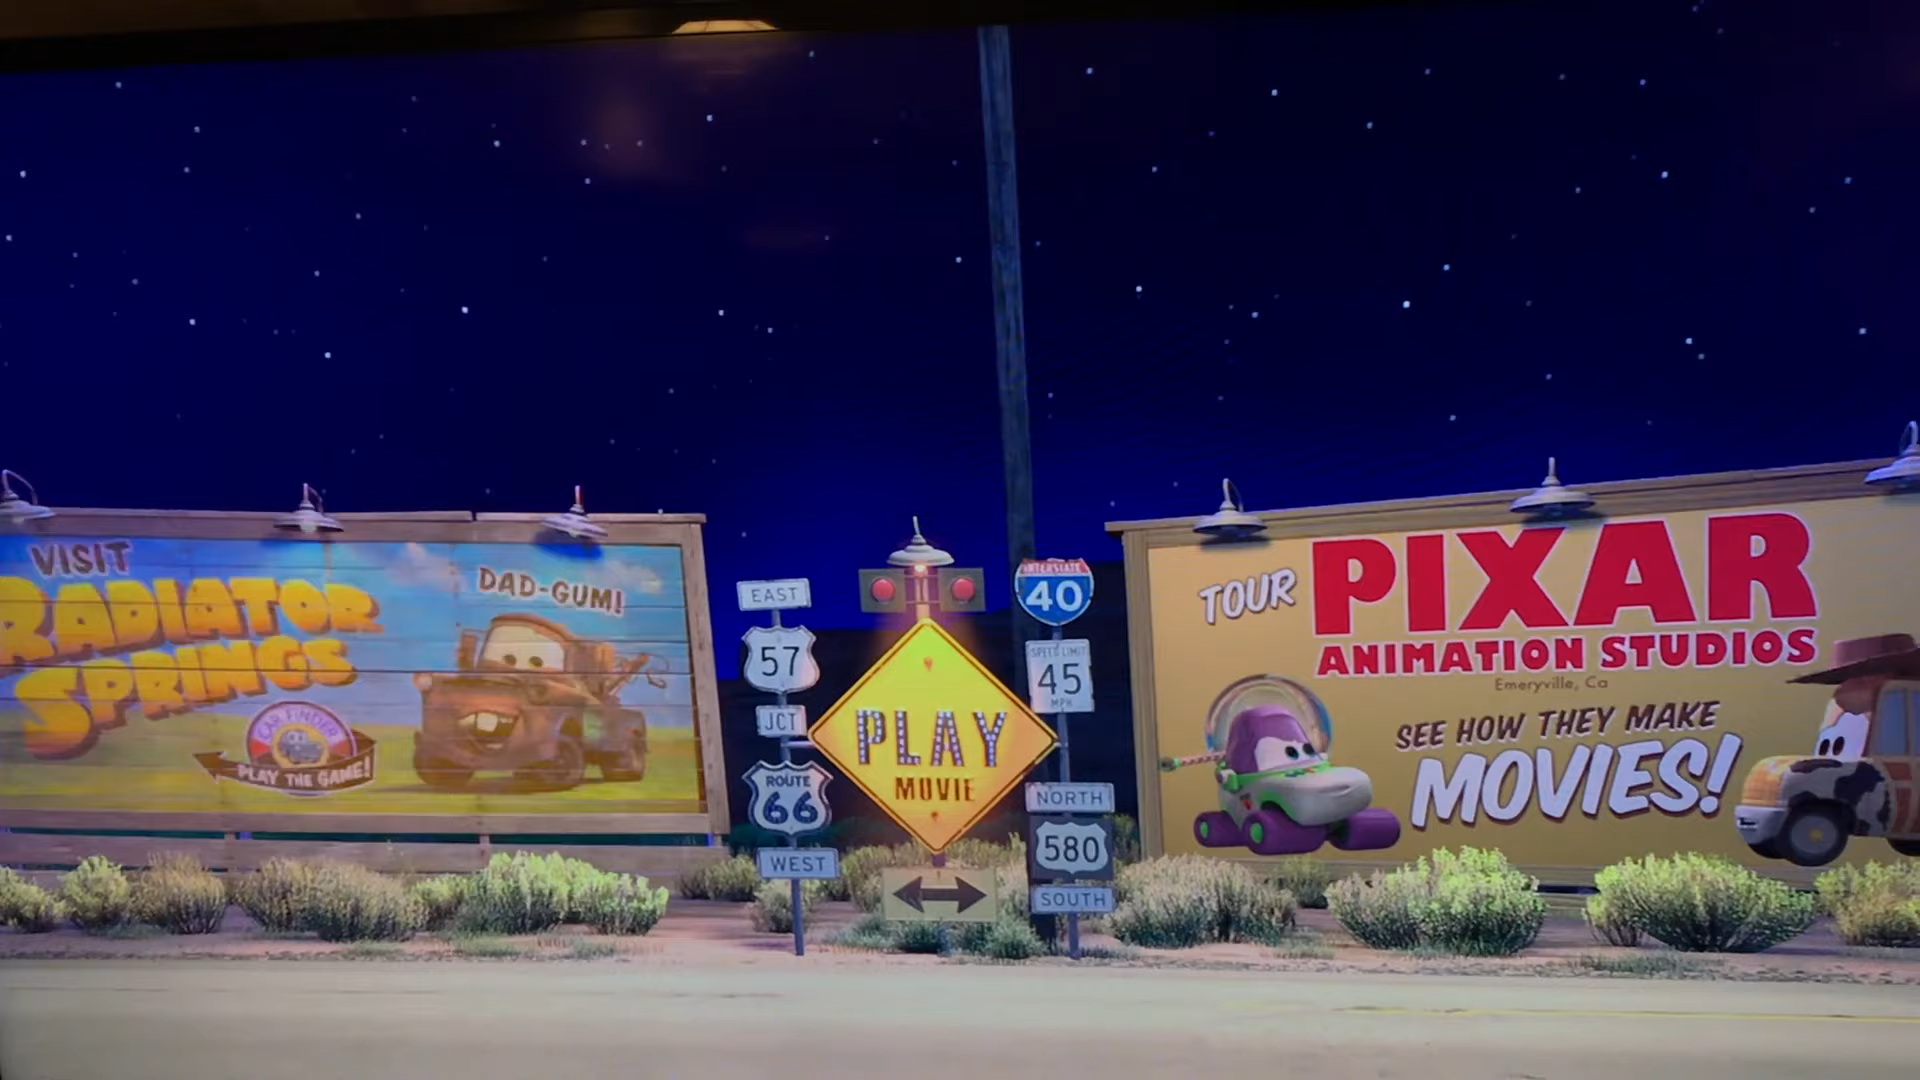 VISIT
RADIATOR
SPRINGS
DAD-GUM!
CAR FINDER
PLAY THE GAME!
EAST
57
JCT
ROUTE
66
WEST
PLAY
MOVIE
INTERSTATE
40
SPEED LIMIT
45
MPH
NORTH
580
SOUTH
TOUR
PIXAR
ANIMATION STUDIOS
Emeryville, Ca
SEE HOW THEY MAKE
MOVIES!